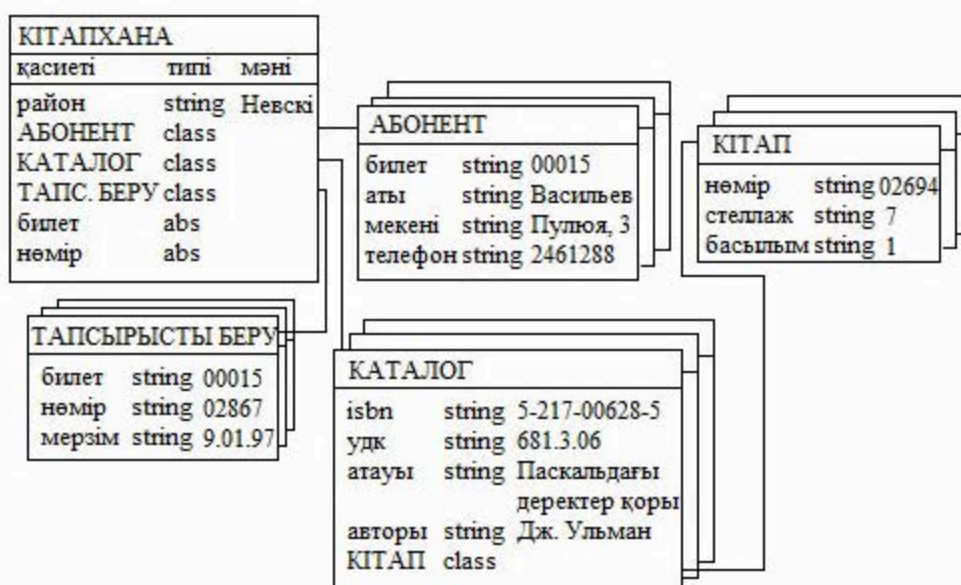 КІТАПХАНА
қасиеті типі мәні
район string Невскі
АБОНЕНТ class
КАТАЛОГ class
ТАПС. БЕРУ class
билет abs
нөмір abs
АБОНЕНТ
билет string 00015
аты string Васильев
мекені string Пулюя, 3
телефон string 2461288
КІТАП
нөмір string 02694
стеллаж string 7
басылым string 1
ТАПСЫРЫСТЫ БЕРУ
билет string 00015
нөмір string 02867
мерзім string 9.01.97
КАТАЛОГ
isbn string 5-217-00628-5
удк string 681.3.06
атауы string Паскальдағы
деректер қоры
авторы string Дж. Ульман
КІТАП class